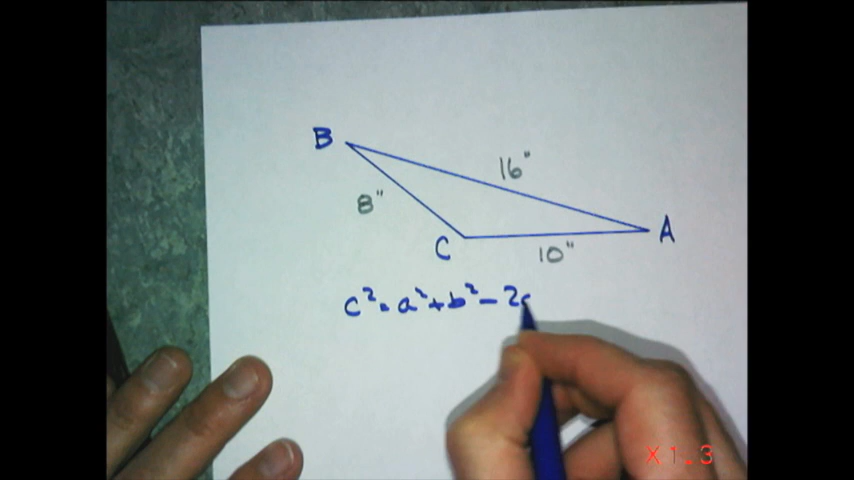 B
16"
8"
A
C
10"
c² = a² + b² - 2
X1.3